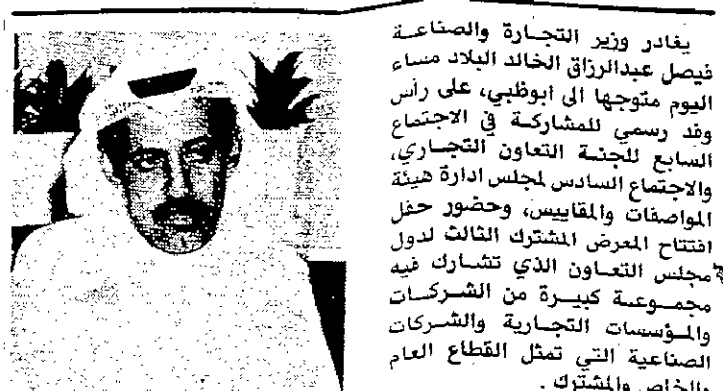 يغادر وزير التجارة والصناعة
فيصل عبدالرزاق الخالد البلاد مساء
اليوم متوجها الى ابوظبي، على رأس
وفد رسمي للمشاركة في الاجتماع
السابع للجنة التعاون التجاري،
والاجتماع السادس لمجلس ادارة هيئة
المواصفات والمقاييس، وحضور حفل
افتتاح المعرض المشترك الثالث لدول
مجلس التعاون الذي تشارك فيه
مجموعة كبيرة من الشركات
والمؤسسات التجارية والشركات
الصناعية التي تمثل القطاع العام
والخاص والمشترك .